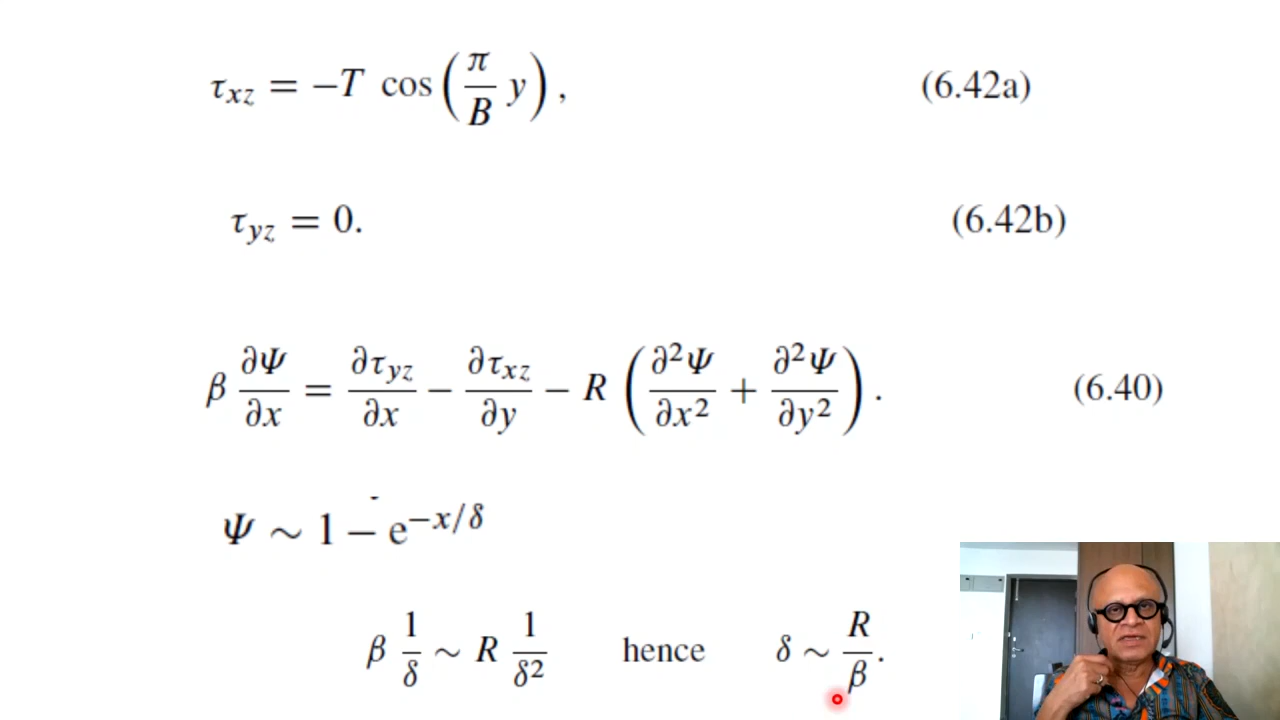 τ_xz = −T cos(π/B y), (6.42a)
τ_yz = 0. (6.42b)
β ∂Ψ/∂x = ∂τ_yz/∂x − ∂τ_xz/∂y − R (∂²Ψ/∂x² + ∂²Ψ/∂y²). (6.40)
Ψ ∼ 1 − e^{−x/δ}
β 1/δ ∼ R 1/δ² hence δ ∼ R/β.